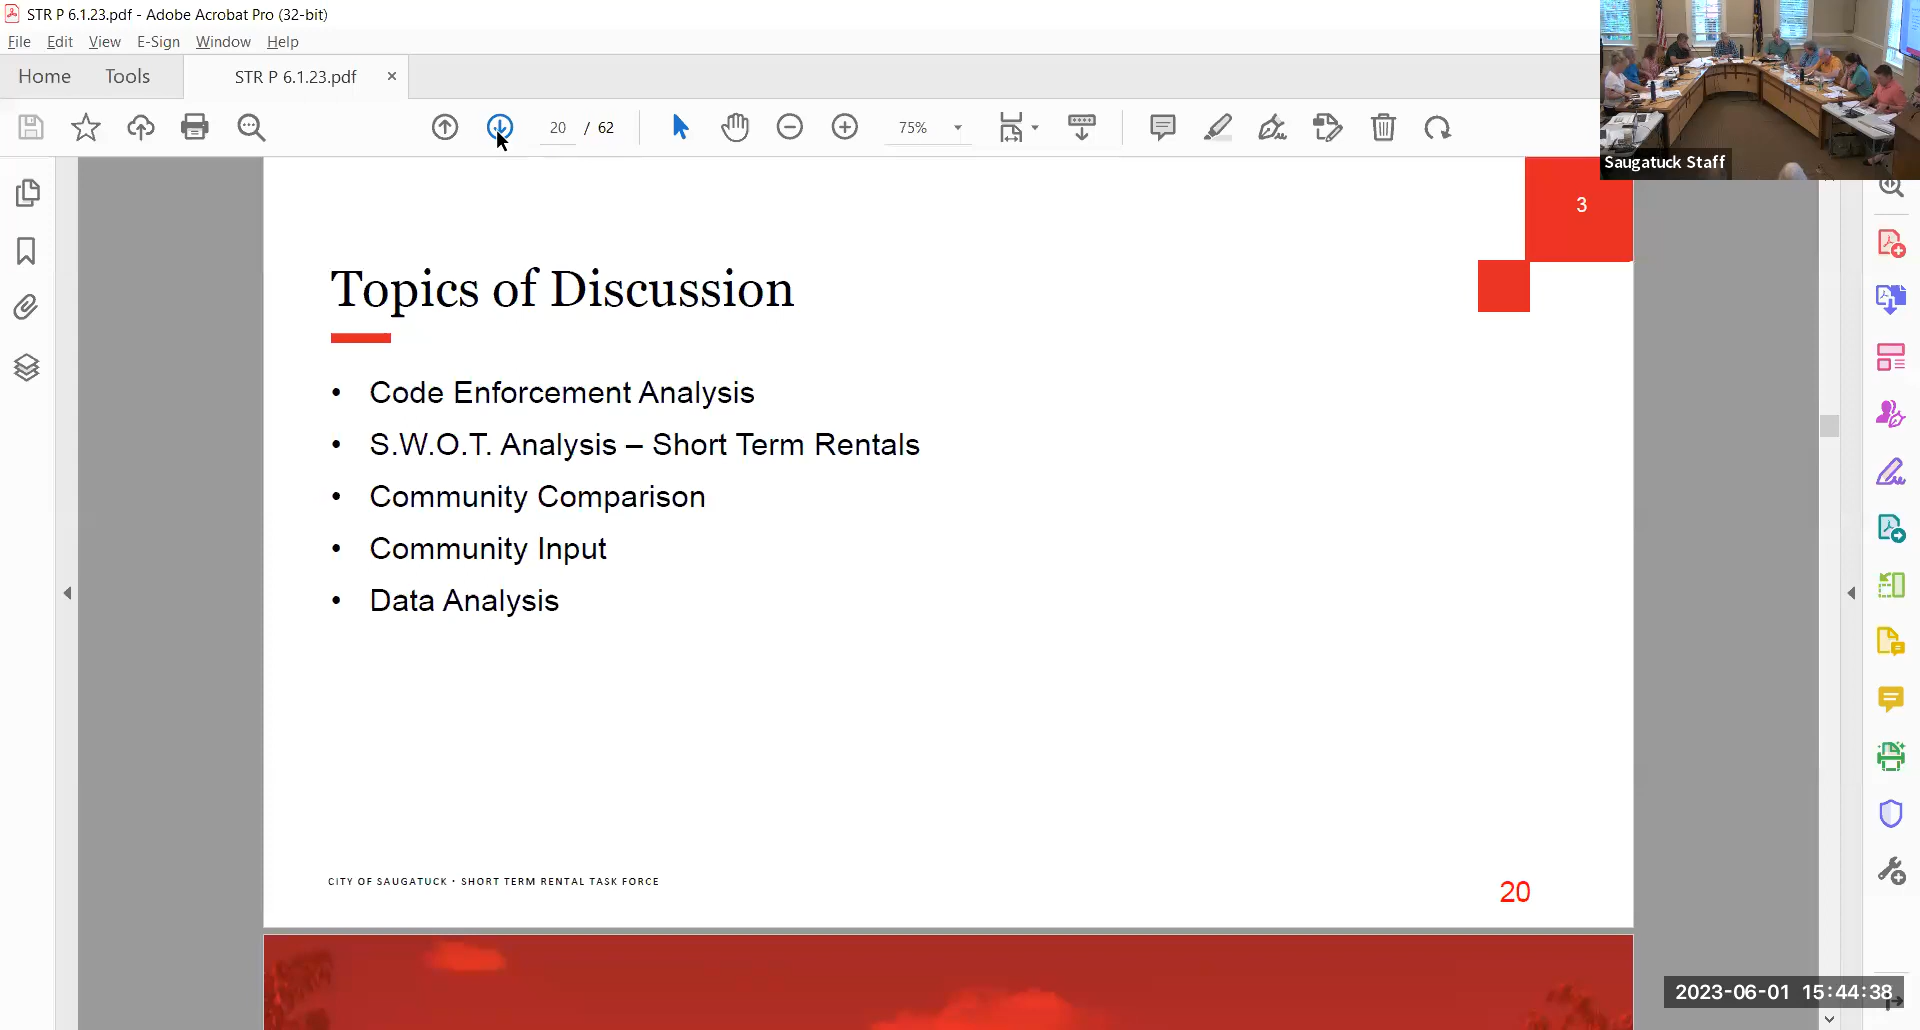 STR P 6.1.23.pdf - Adobe Acrobat Pro (32-bit)
File Edit View E-Sign Window Help
Home Tools STR P 6.1.23.pdf ×
20 / 62 75%
Saugatuck Staff
3
Topics of Discussion
• Code Enforcement Analysis
• S.W.O.T. Analysis – Short Term Rentals
• Community Comparison
• Community Input
• Data Analysis
CITY OF SAUGATUCK • SHORT TERM RENTAL TASK FORCE
20
2023-06-01 15:44:38